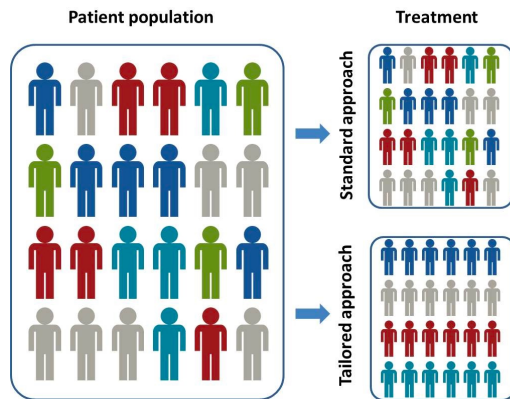 Patient population
Treatment
Standard approach
Tailored approach